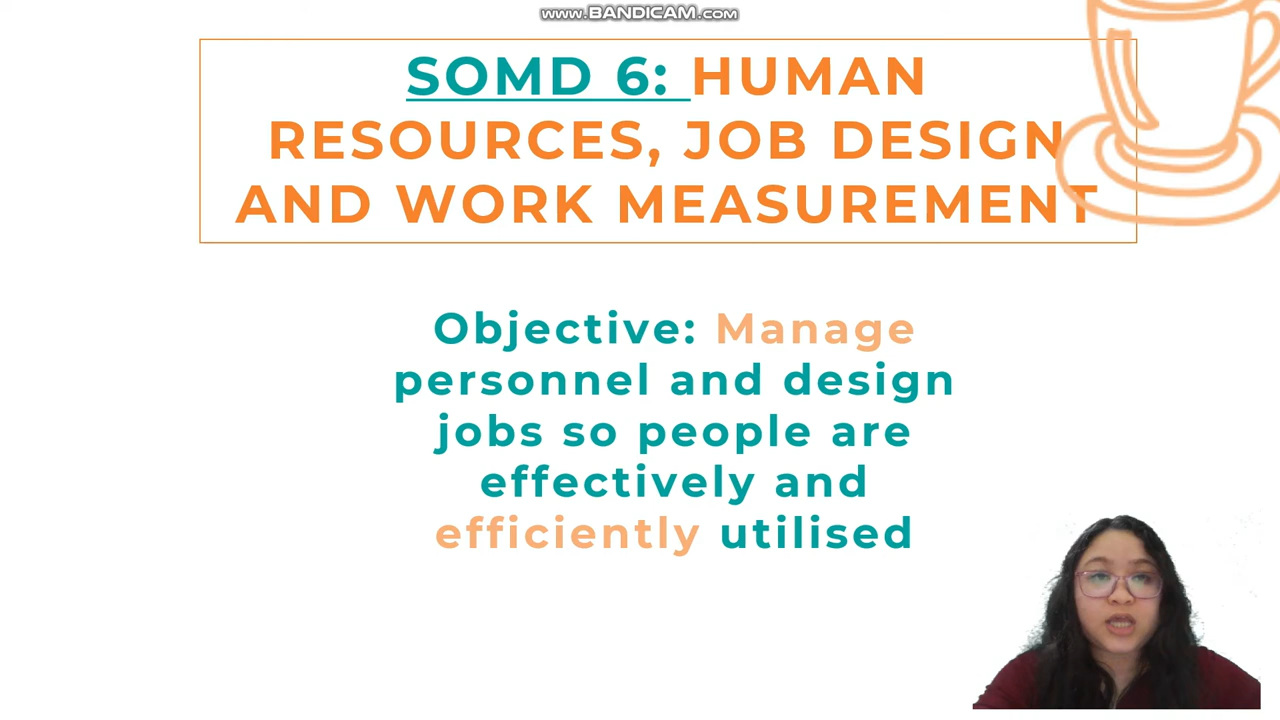 www.BANDICAM.com
SOMD 6: HUMAN
RESOURCES, JOB DESIGN
AND WORK MEASUREMENT
Objective: Manage
personnel and design
jobs so people are
effectively and
efficiently utilised